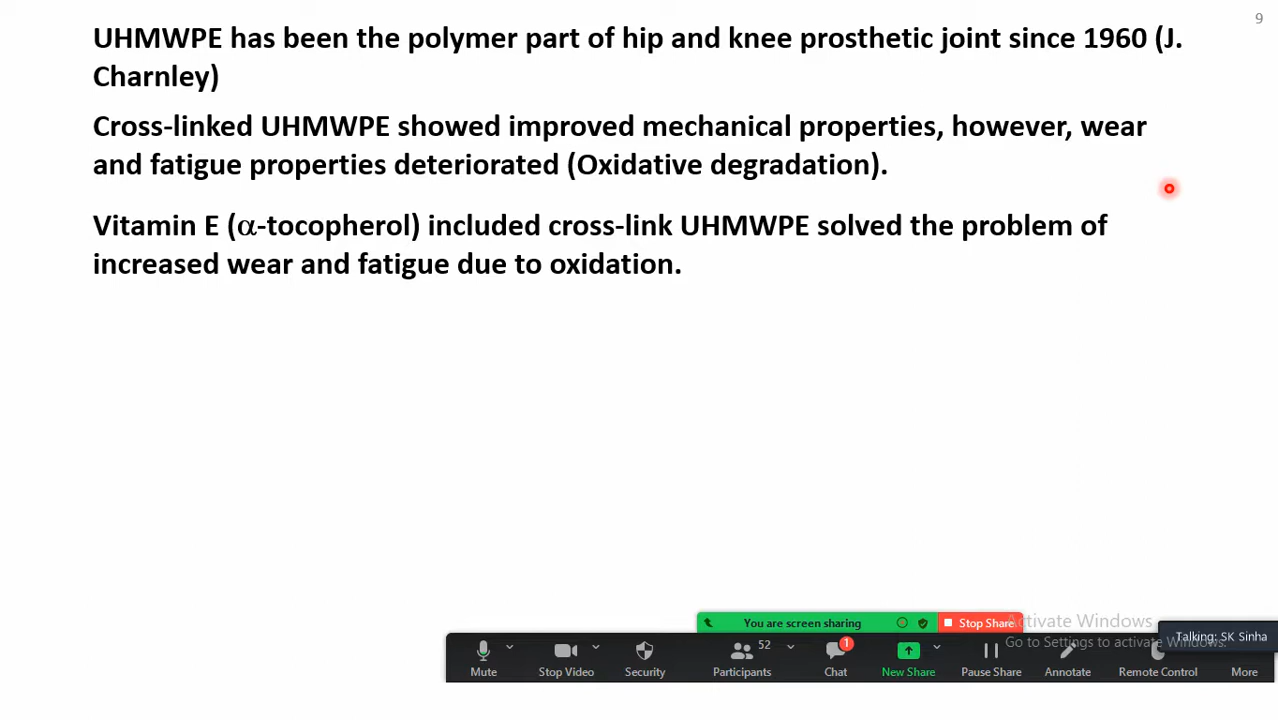 9
UHMWPE has been the polymer part of hip and knee prosthetic joint since 1960 (J.
Charnley)
Cross-linked UHMWPE showed improved mechanical properties, however, wear
and fatigue properties deteriorated (Oxidative degradation).
Vitamin E (α-tocopherol) included cross-link UHMWPE solved the problem of
increased wear and fatigue due to oxidation.
You are screen sharing
Stop Share
Activate Windows
Go to Settings to activate Windows.
Talking: SK Sinha
52
1
Mute
Stop Video
Security
Participants
Chat
New Share
Pause Share
Annotate
Remote Control
More